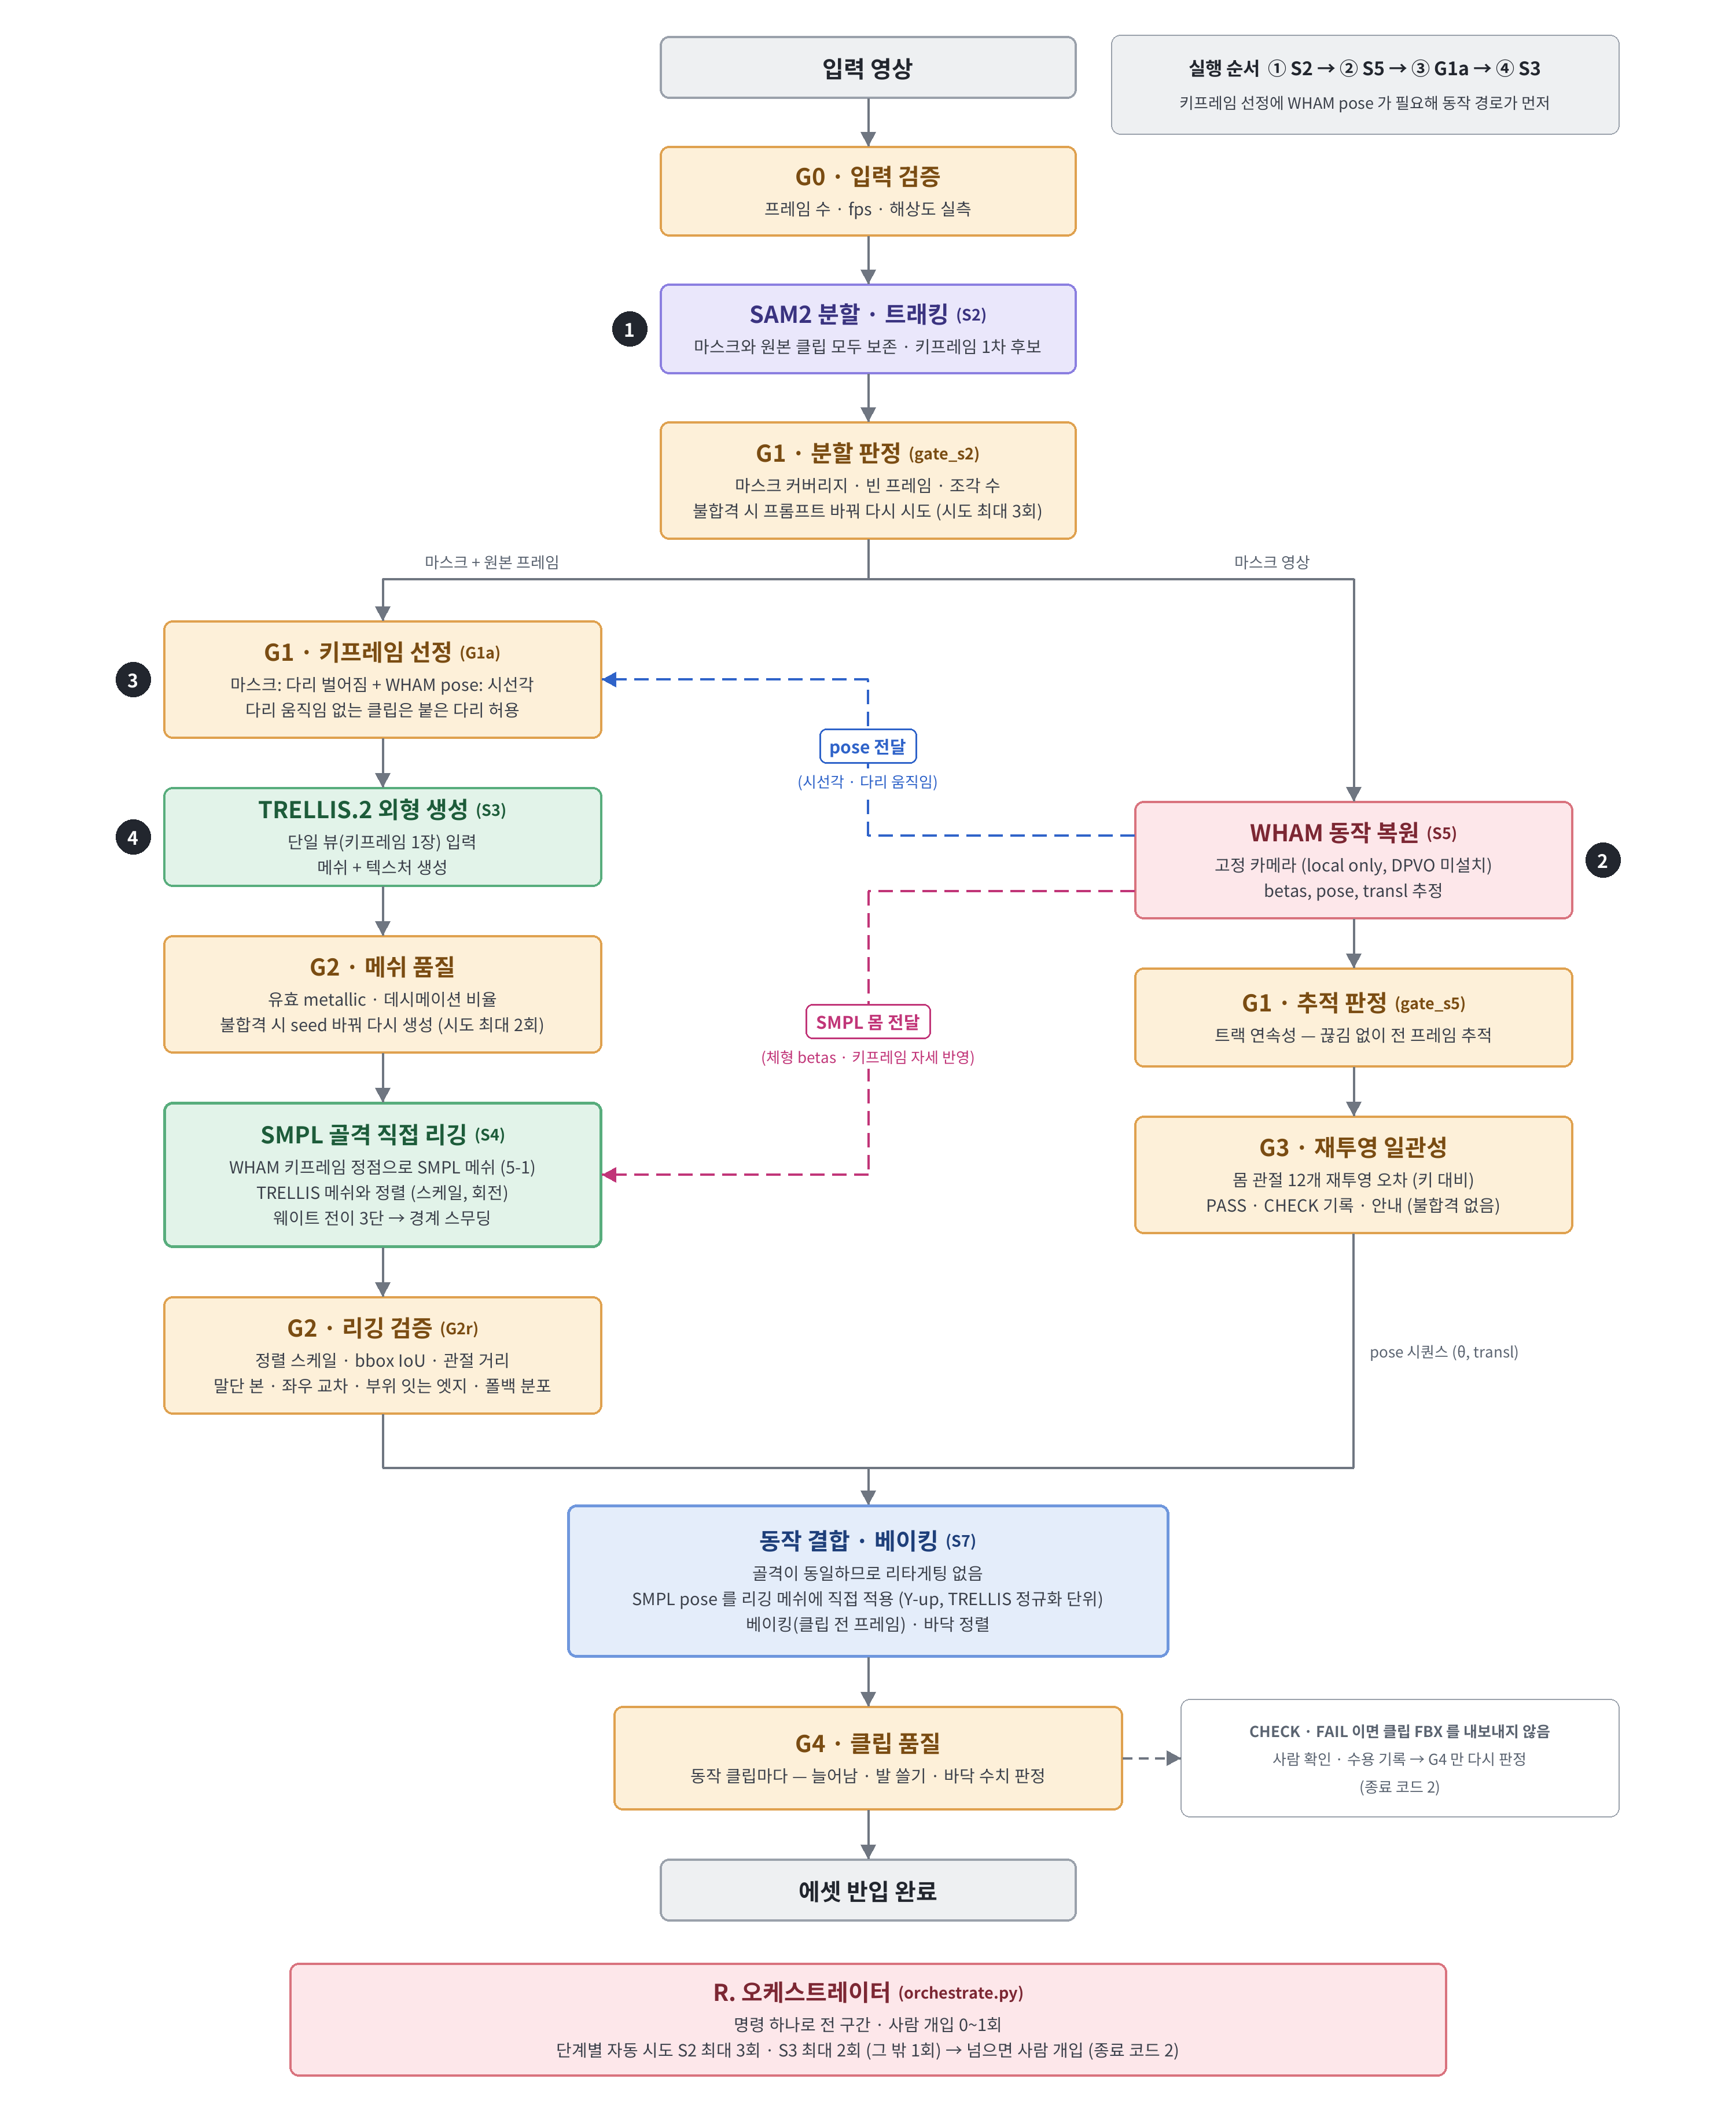 입력 영상
실행 순서 ① S2 → ② S5 → ③ G1a → ④ S3
키프레임 선정에 WHAM pose 가 필요해 동작 경로가 먼저
G0 · 입력 검증
프레임 수 · fps · 해상도 실측
1
SAM2 분할 · 트래킹 (S2)
마스크와 원본 클립 모두 보존 · 키프레임 1차 후보
G1 · 분할 판정 (gate_s2)
마스크 커버리지 · 빈 프레임 · 조각 수
불합격 시 프롬프트 바꿔 다시 시도 (시도 최대 3회)
마스크 + 원본 프레임
마스크 영상
3
G1 · 키프레임 선정 (G1a)
마스크: 다리 벌어짐 + WHAM pose: 시선각
다리 움직임 없는 클립은 붙은 다리 허용
pose 전달
(시선각 · 다리 움직임)
4
TRELLIS.2 외형 생성 (S3)
단일 뷰(키프레임 1장) 입력
메쉬 + 텍스처 생성
WHAM 동작 복원 (S5)
고정 카메라 (local only, DPVO 미설치)
betas, pose, transl 추정
2
G2 · 메쉬 품질
유효 metallic · 데시메이션 비율
불합격 시 seed 바꿔 다시 생성 (시도 최대 2회)
SMPL 몸 전달
(체형 betas · 키프레임 자세 반영)
G1 · 추적 판정 (gate_s5)
트랙 연속성 — 끊김 없이 전 프레임 추적
SMPL 골격 직접 리깅 (S4)
WHAM 키프레임 정점으로 SMPL 메쉬 (5-1)
TRELLIS 메쉬와 정렬 (스케일, 회전)
웨이트 전이 3단 → 경계 스무딩
G3 · 재투영 일관성
몸 관절 12개 재투영 오차 (키 대비)
PASS · CHECK 기록 · 안내 (불합격 없음)
G2 · 리깅 검증 (G2r)
정렬 스케일 · bbox IoU · 관절 거리
말단 본 · 좌우 교차 · 부위 잇는 엣지 · 폴백 분포
pose 시퀀스 (θ, transl)
동작 결합 · 베이킹 (S7)
골격이 동일하므로 리타게팅 없음
SMPL pose 를 리깅 메쉬에 직접 적용 (Y-up, TRELLIS 정규화 단위)
베이킹(클립 전 프레임) · 바닥 정렬
G4 · 클립 품질
동작 클립마다 — 늘어남 · 발 쓸기 · 바닥 수치 판정
CHECK · FAIL 이면 클립 FBX 를 내보내지 않음
사람 확인 · 수용 기록 → G4 만 다시 판정
(종료 코드 2)
에셋 반입 완료
R. 오케스트레이터 (orchestrate.py)
명령 하나로 전 구간 · 사람 개입 0~1회
단계별 자동 시도 S2 최대 3회 · S3 최대 2회 (그 밖 1회) → 넘으면 사람 개입 (종료 코드 2)